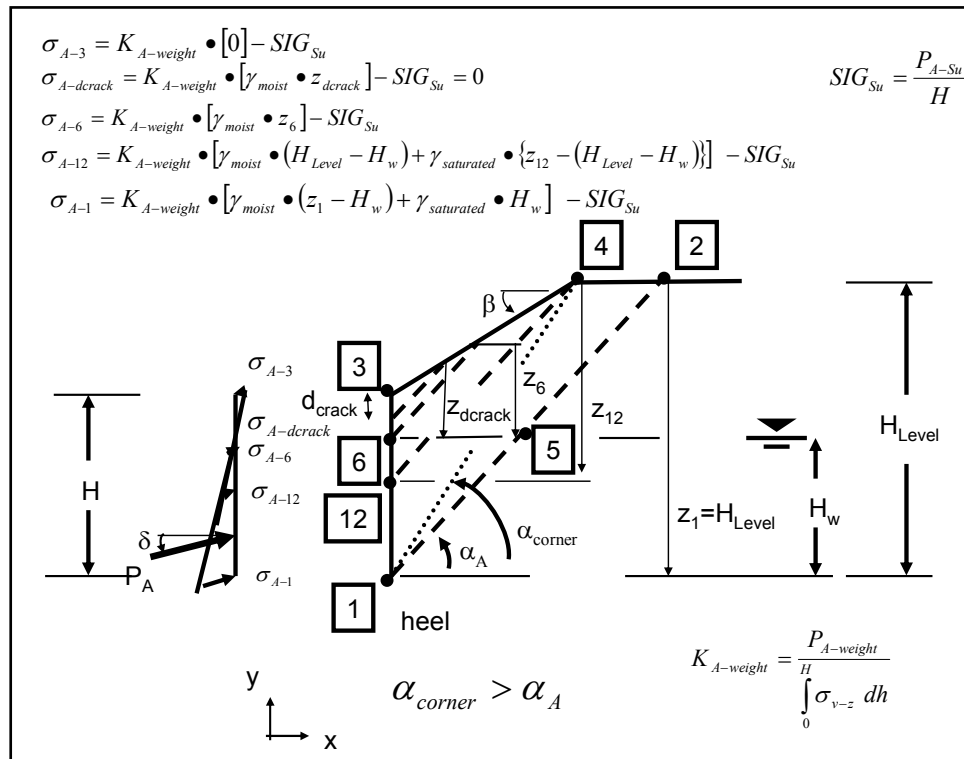 σ_{A-3} = K_{A-weight} • [0] – SIG_{Su}
σ_{A-dcrack} = K_{A-weight} • [γ_{moist} • z_{dcrack}] – SIG_{Su} = 0
SIG_{Su} = P_{A-Su} / H
σ_{A-6} = K_{A-weight} • [γ_{moist} • z_6] – SIG_{Su}
σ_{A-12} = K_{A-weight} • [γ_{moist} • (H_{Level} – H_w) + γ_{saturated} • {z_{12} – (H_{Level} – H_w)}] – SIG_{Su}
σ_{A-1} = K_{A-weight} • [γ_{moist} • (z_1 – H_w) + γ_{saturated} • H_w] – SIG_{Su}
4
2
β
3
σ_{A-3}
d_{crack}
z_6
z_{dcrack}
z_{12}
H_{Level}
σ_{A-dcrack}
σ_{A-6}
6
5
H
σ_{A-12}
12
z_1=H_{Level}
H_w
δ
α_{corner}
α_A
P_A
σ_{A-1}
1
heel
K_{A-weight} = P_{A-weight} / ∫_0^H σ_{v-z} dh
y
x
α_{corner} > α_A